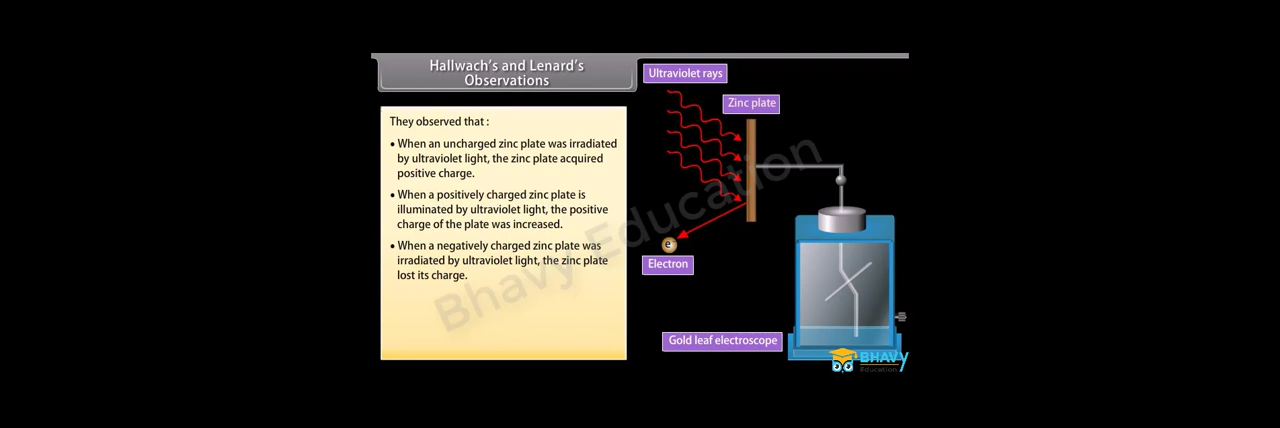 Hallwach's and Lenard's
Observations
They observed that :
• When an uncharged zinc plate was irradiated
by ultraviolet light, the zinc plate acquired
positive charge.
• When a positively charged zinc plate is
illuminated by ultraviolet light, the positive
charge of the plate was increased.
• When a negatively charged zinc plate was
irradiated by ultraviolet light, the zinc plate
lost its charge.
Ultraviolet rays
Zinc plate
e⁻
Electron
Gold leaf electroscope
Bhavy Education
BHAVY
Education